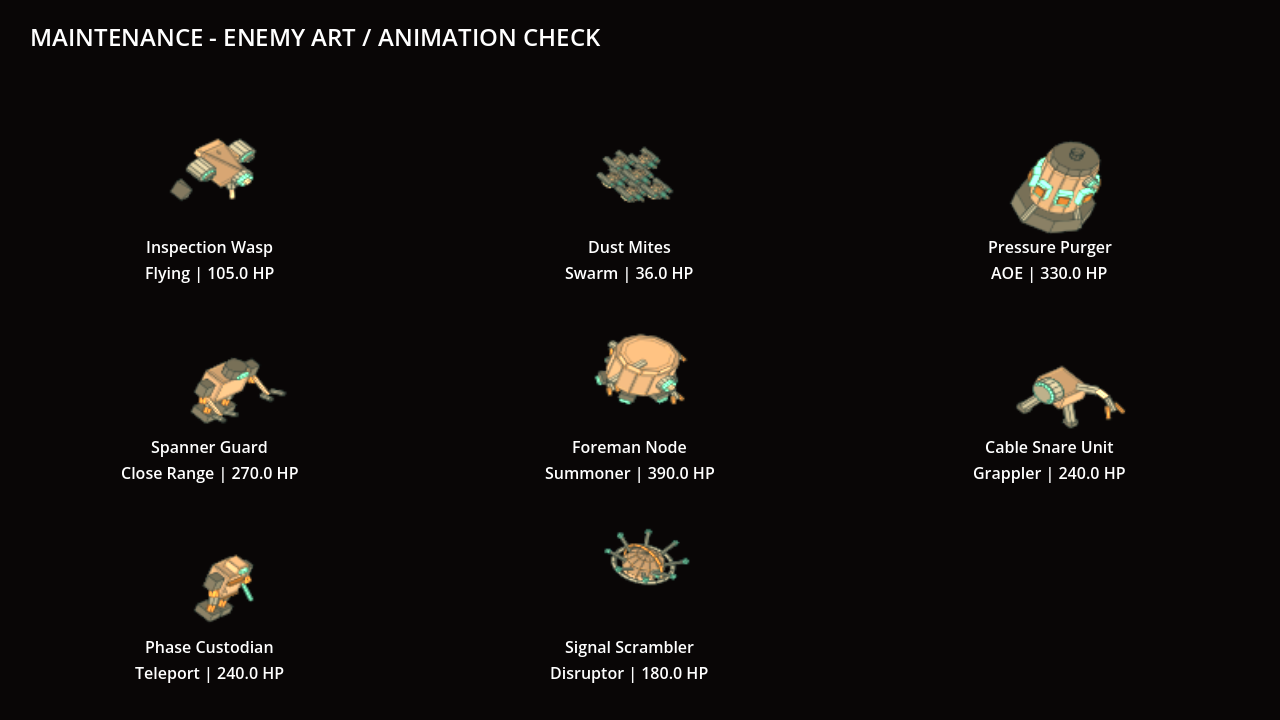 MAINTENANCE - ENEMY ART / ANIMATION CHECK
Inspection Wasp
Flying | 105.0 HP
Dust Mites
Swarm | 36.0 HP
Pressure Purger
AOE | 330.0 HP
Spanner Guard
Close Range | 270.0 HP
Foreman Node
Summoner | 390.0 HP
Cable Snare Unit
Grappler | 240.0 HP
Phase Custodian
Teleport | 240.0 HP
Signal Scrambler
Disruptor | 180.0 HP